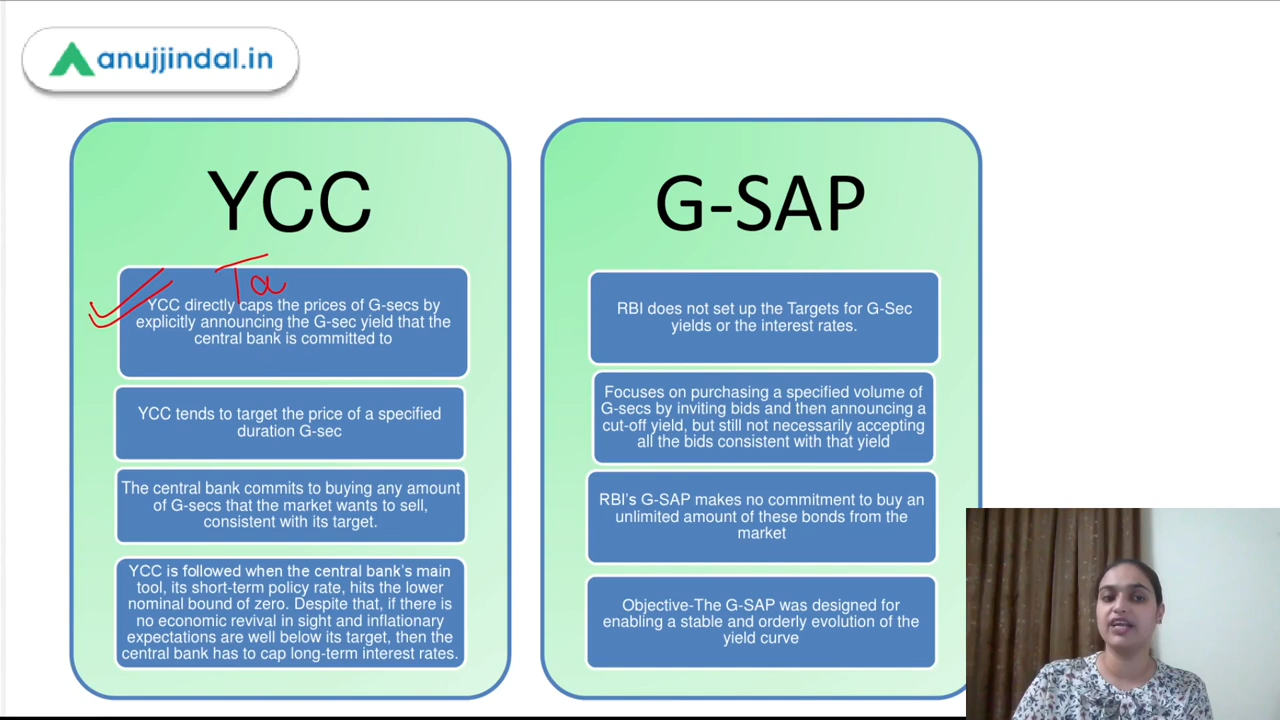 anujjindal.in
YCC
Ta
YCC directly caps the prices of G-secs by
explicitly announcing the G-sec yield that the
central bank is committed to
YCC tends to target the price of a specified
duration G-sec
The central bank commits to buying any amount
of G-secs that the market wants to sell,
consistent with its target.
YCC is followed when the central bank's main
tool, its short-term policy rate, hits the lower
nominal bound of zero. Despite that, if there is
no economic revival in sight and inflationary
expectations are well below its target, then the
central bank has to cap long-term interest rates.
G-SAP
RBI does not set up the Targets for G-Sec
yields or the interest rates.
Focuses on purchasing a specified volume of
G-secs by inviting bids and then announcing a
cut-off yield, but still not necessarily accepting
all the bids consistent with that yield
RBI's G-SAP makes no commitment to buy an
unlimited amount of these bonds from the
market
Objective-The G-SAP was designed for
enabling a stable and orderly evolution of the
yield curve